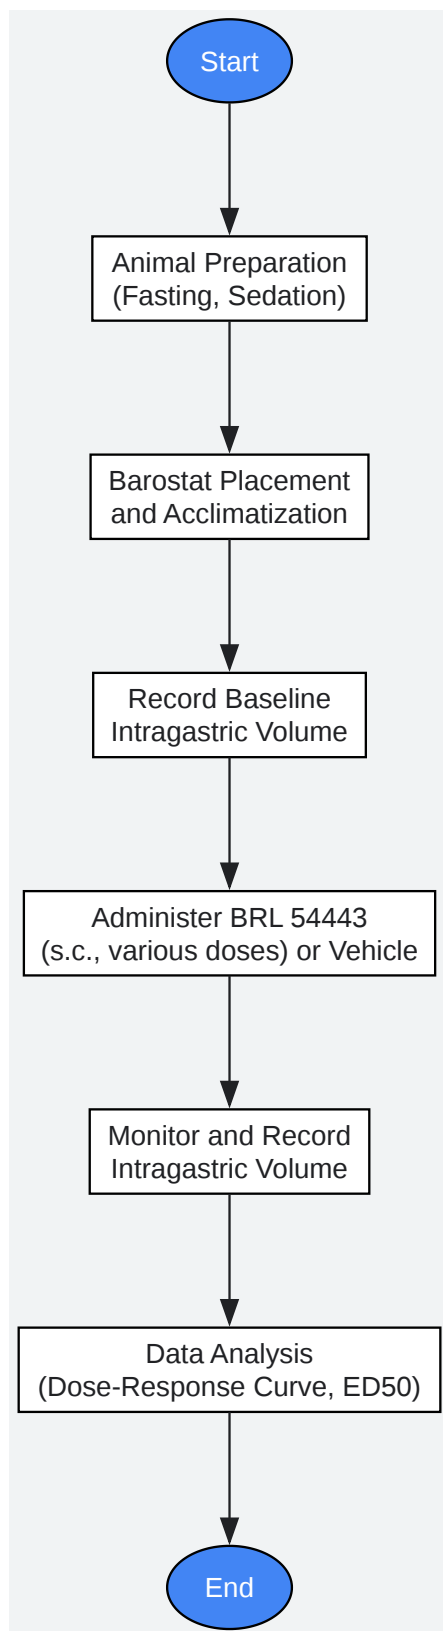 Start
Animal Preparation
(Fasting, Sedation)
Barostat Placement
and Acclimatization
Record Baseline
Intragastric Volume
Administer BRL 54443
(s.c., various doses) or Vehicle
Monitor and Record
Intragastric Volume
Data Analysis
(Dose-Response Curve, ED50)
End